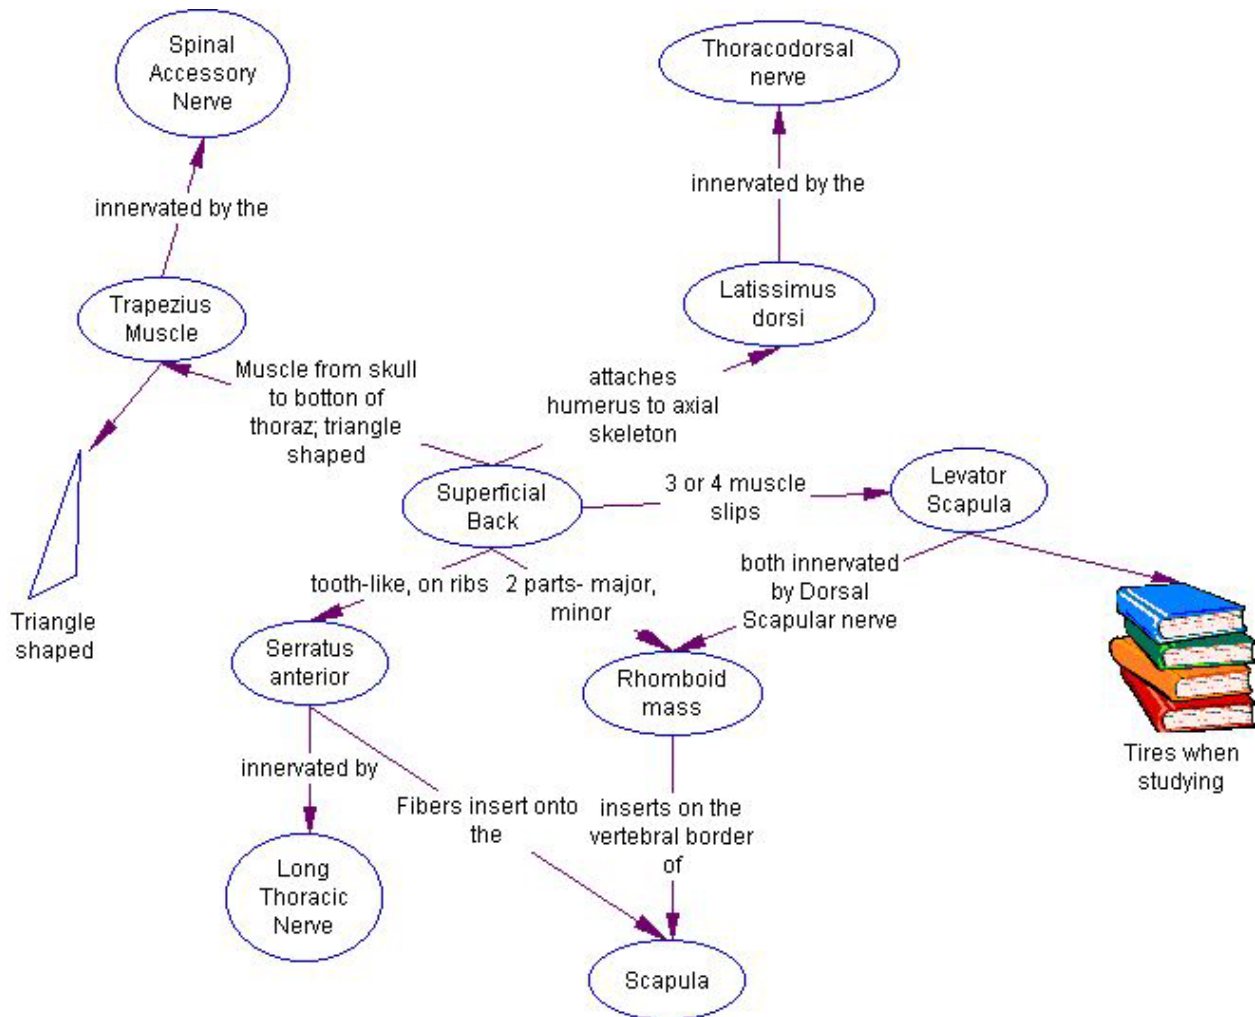 Spinal
Accessory
Nerve
Thoracodorsal
nerve
innervated by the
innervated by the
Trapezius
Muscle
Latissimus
dorsi
Muscle from skull
to botton of
thoraz; triangle
shaped
attaches
humerus to axial
skeleton
Superficial
Back
3 or 4 muscle
slips
Levator
Scapula
Triangle
shaped
tooth-like, on ribs
2 parts- major,
minor
both innervated
by Dorsal
Scapular nerve
Serratus
anterior
Rhomboid
mass
Tires when
studying
innervated by
Fibers insert onto
the
inserts on the
vertebral border
of
Long
Thoracic
Nerve
Scapula